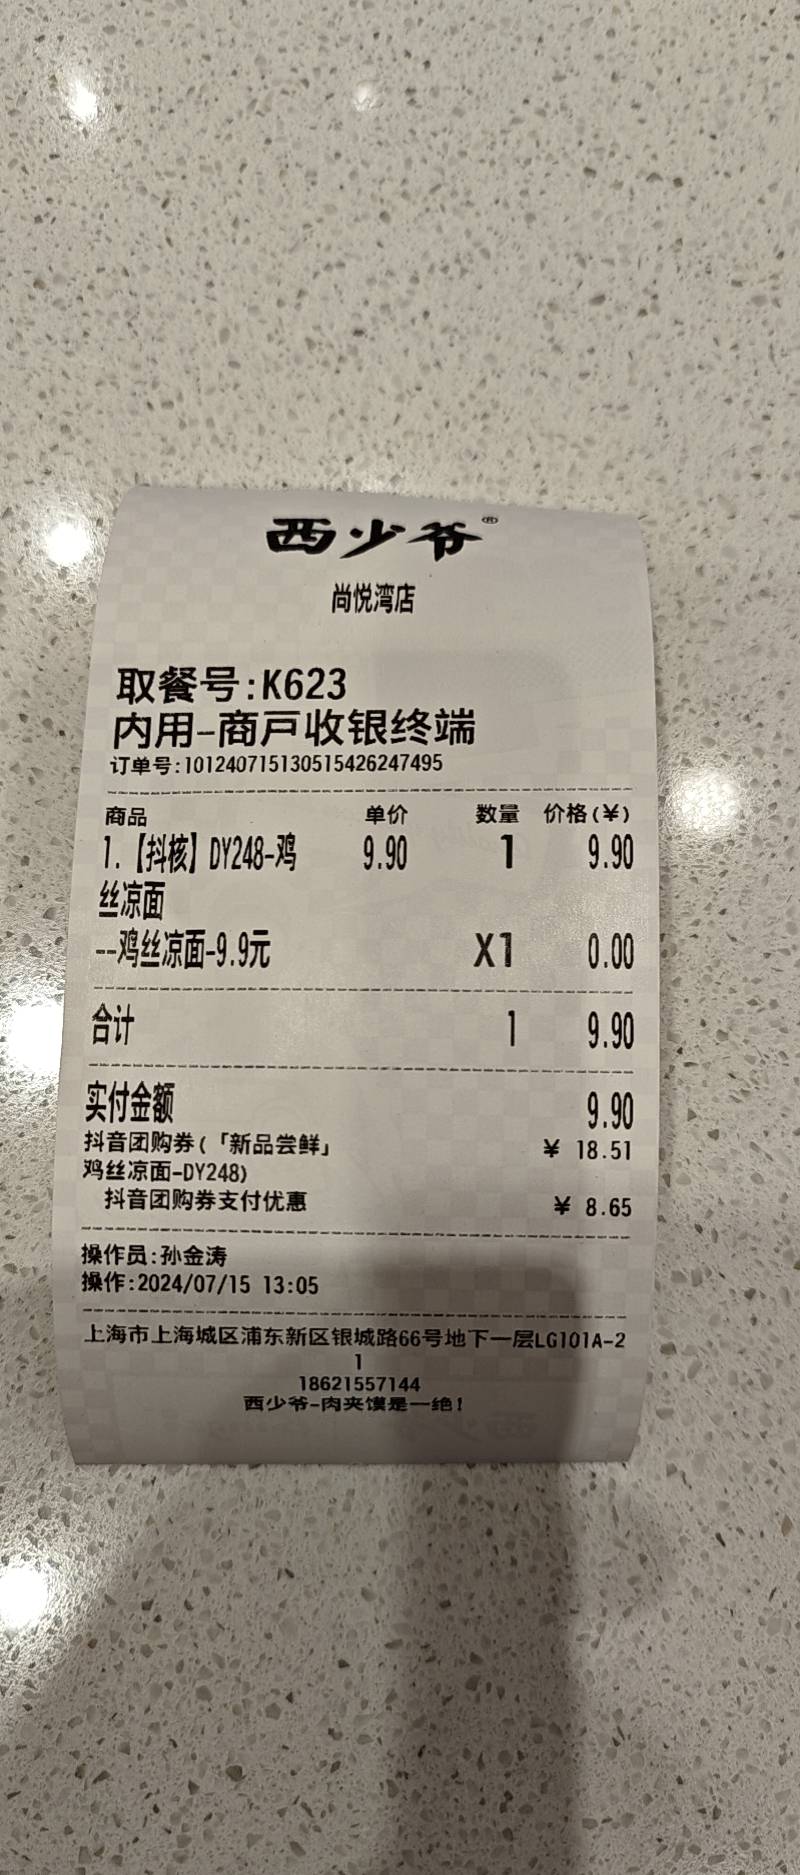 西少爷®
尚悦湾店
取餐号:K623
内用-商戸收银终端
订单号:101240715130515426247495
商品 单价 数量 价格(¥)
1.【抖核】DY248-鸡 9.90 1 9.90
丝凉面
--鸡丝凉面-9.9元 X1 0.00
合计 1 9.90
实付金额 9.90
抖音团购券(「新品尝鲜」 ¥ 18.51
鸡丝凉面-DY248)
抖音团购券支付优惠 ¥ 8.65
操作员:孙金涛
操作:2024/07/15 13:05
上海市上海城区浦东新区银城路66号地下一层LG101A-2
1
18621557144
西少爷-肉夹馍是一绝!